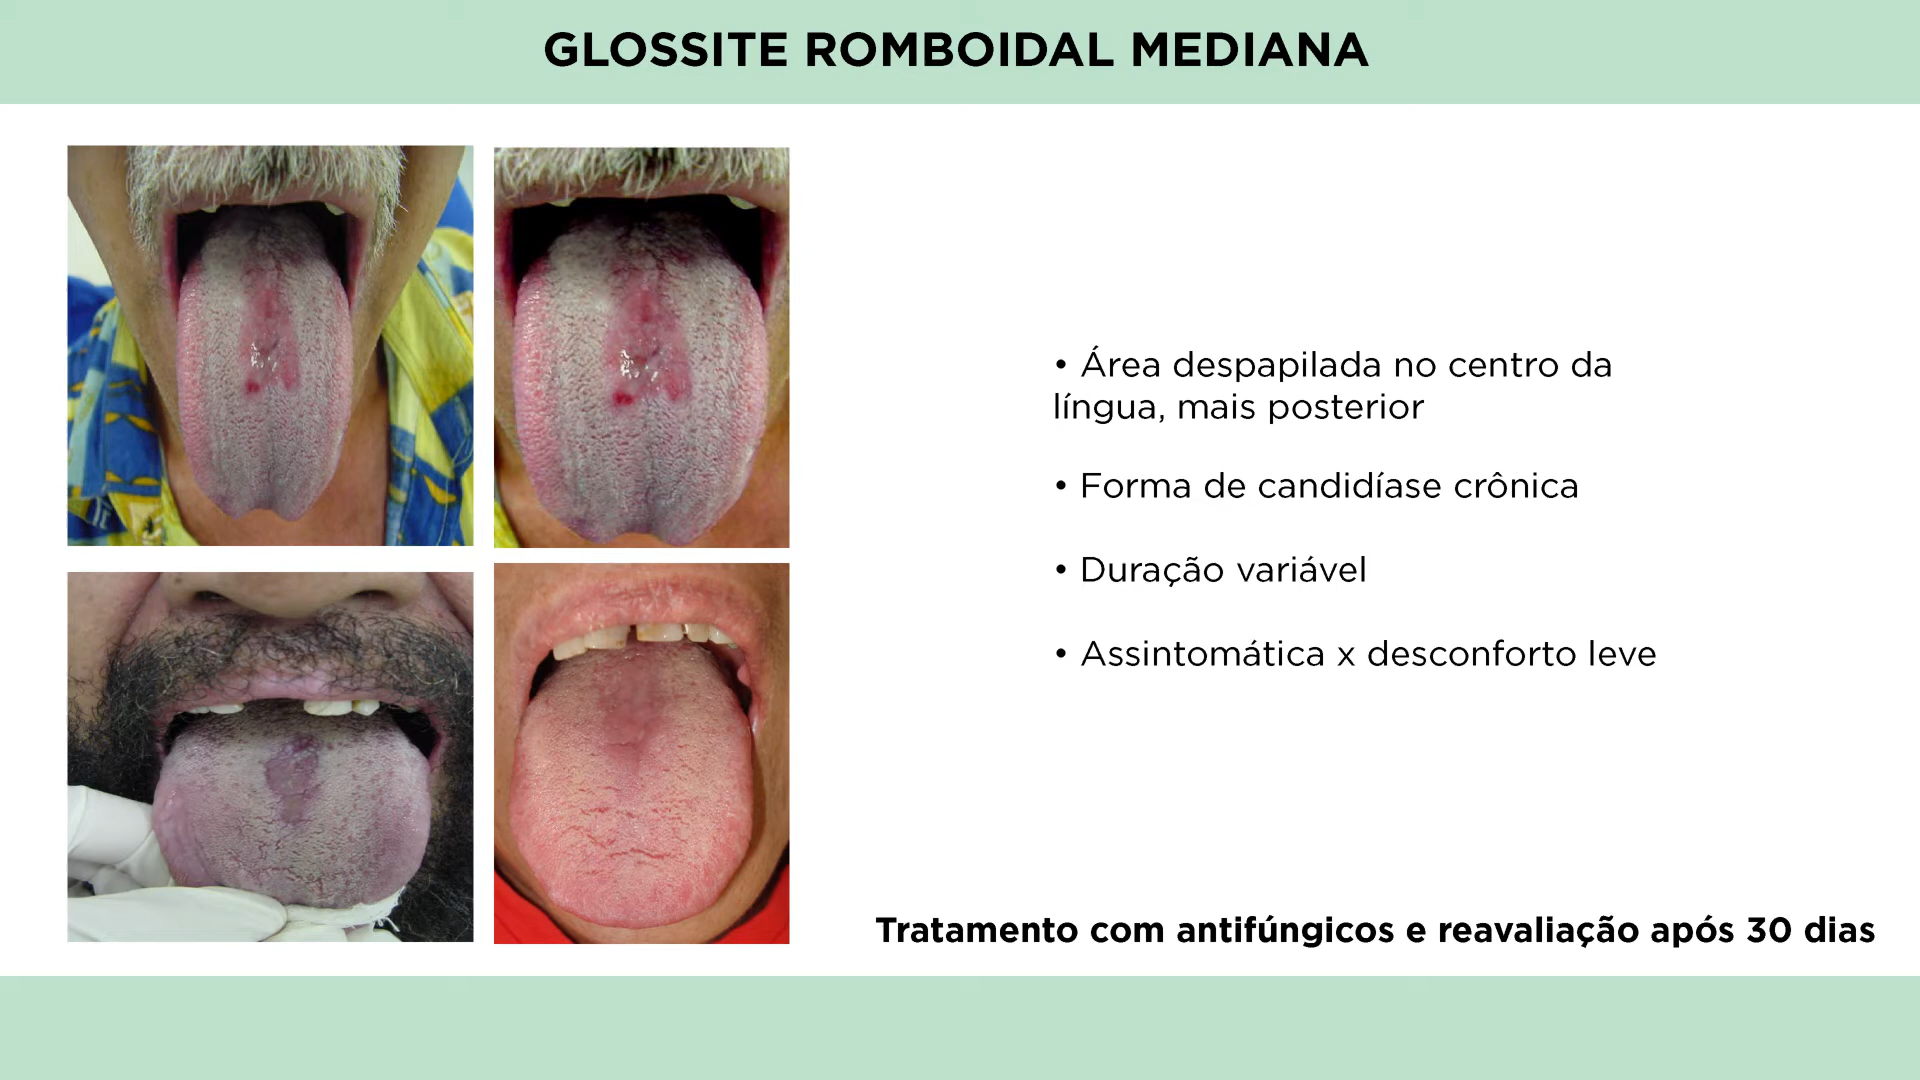 GLOSSITE ROMBOIDAL MEDIANA
• Área despapilada no centro da
língua, mais posterior
• Forma de candidíase crônica
• Duração variável
• Assintomática x desconforto leve
Tratamento com antifúngicos e reavaliação após 30 dias